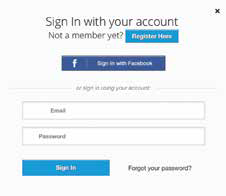 ×
Sign In with your account
Not a member yet? Register Here
f Sign In with Facebook
or sign in using your account
Email
Password
Sign In Forgot your password?